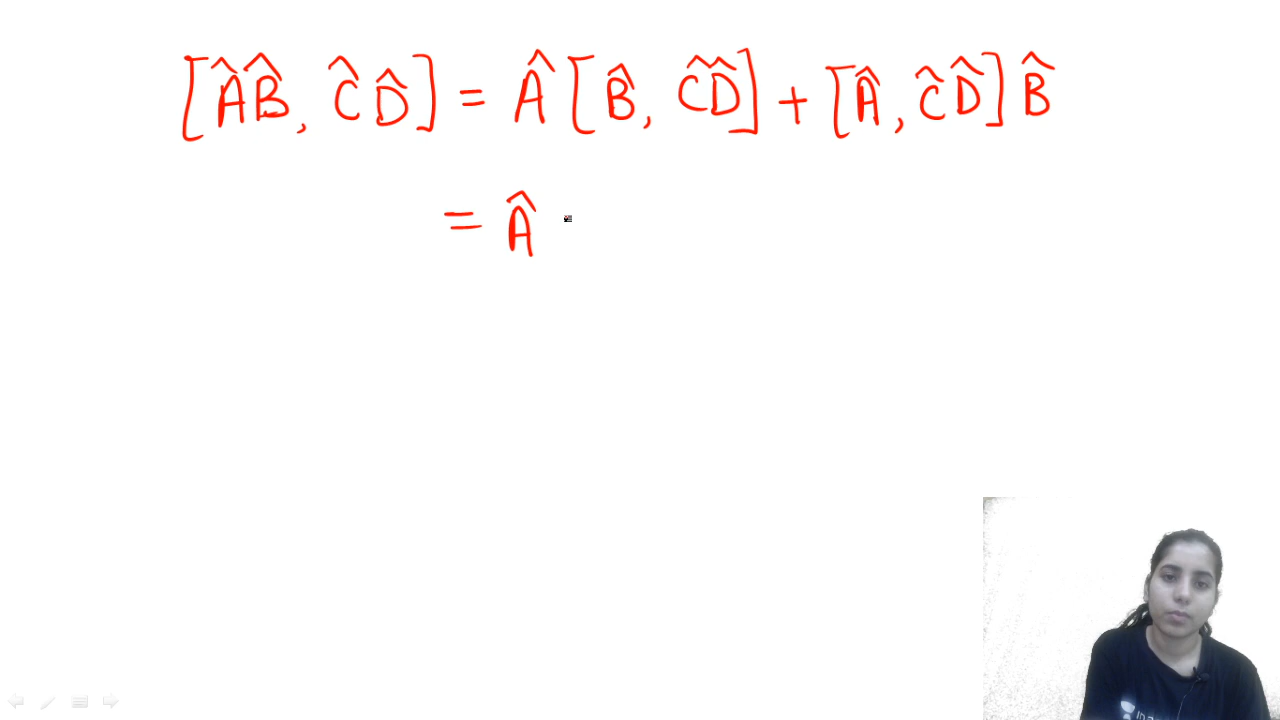 [ÂB̂, ĈD̂] = Â[B̂, ĈD̂] + [Â, ĈD̂]B̂
= Â